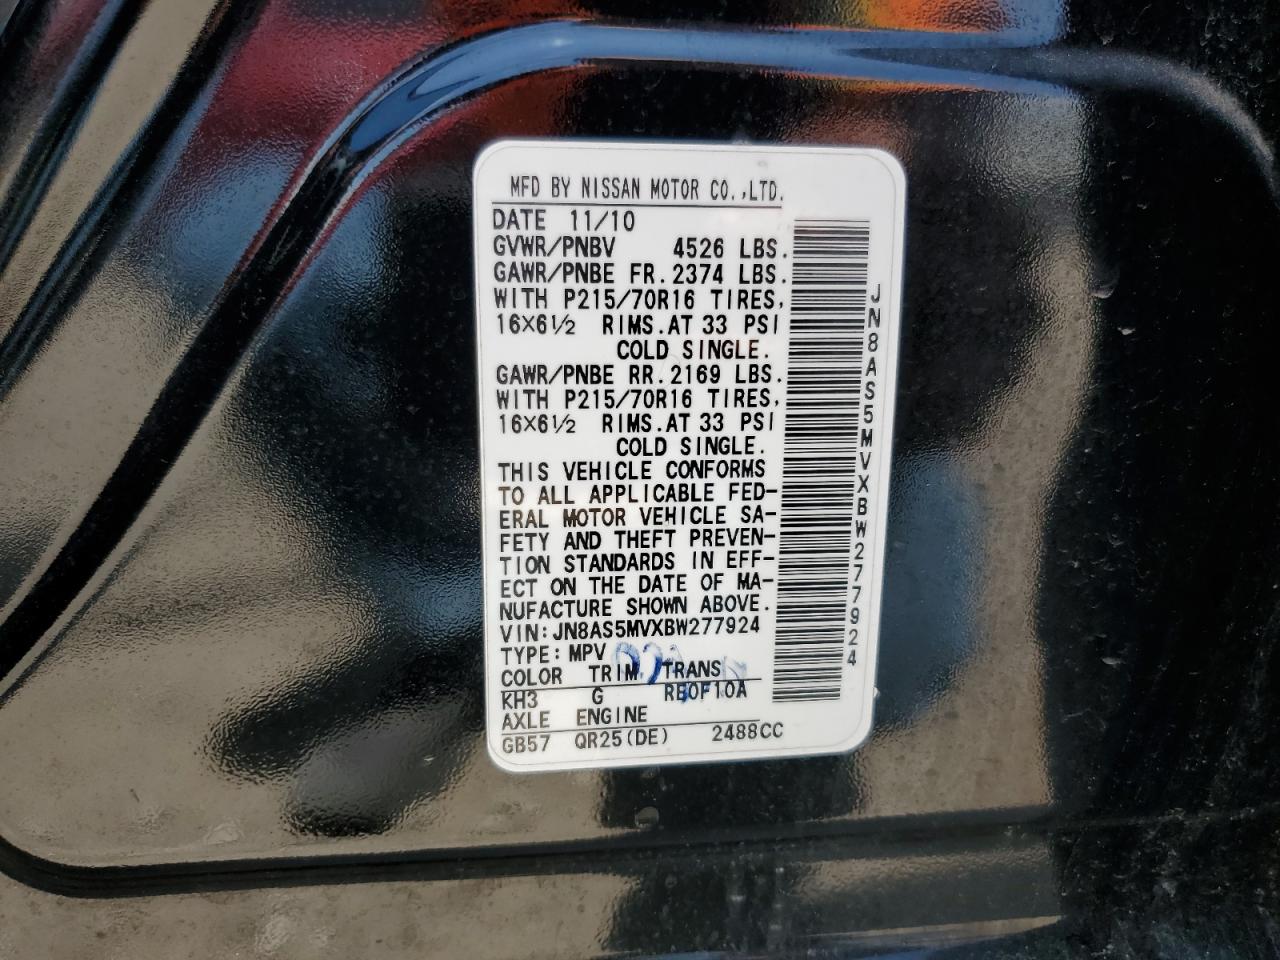 MFD BY NISSAN MOTOR CO.,LTD.
DATE 11/10
GVWR/PNBV 4526 LBS.
GAWR/PNBE FR.2374 LBS.
WITH P215/70R16 TIRES,
16X6½ RIMS.AT 33 PSI
COLD SINGLE.
GAWR/PNBE RR.2169 LBS.
WITH P215/70R16 TIRES,
16X6½ RIMS.AT 33 PSI
COLD SINGLE.
THIS VEHICLE CONFORMS
TO ALL APPLICABLE FED-
ERAL MOTOR VEHICLE SA-
FETY AND THEFT PREVEN-
TION STANDARDS IN EFF-
ECT ON THE DATE OF MA-
NUFACTURE SHOWN ABOVE.
VIN:JN8AS5MVXBW277924
TYPE:MPV
COLOR TRIM TRANS
KH3 G RE0F10A
AXLE ENGINE
GB57 QR25(DE) 2488CC
JN8AS5MVXBW277924